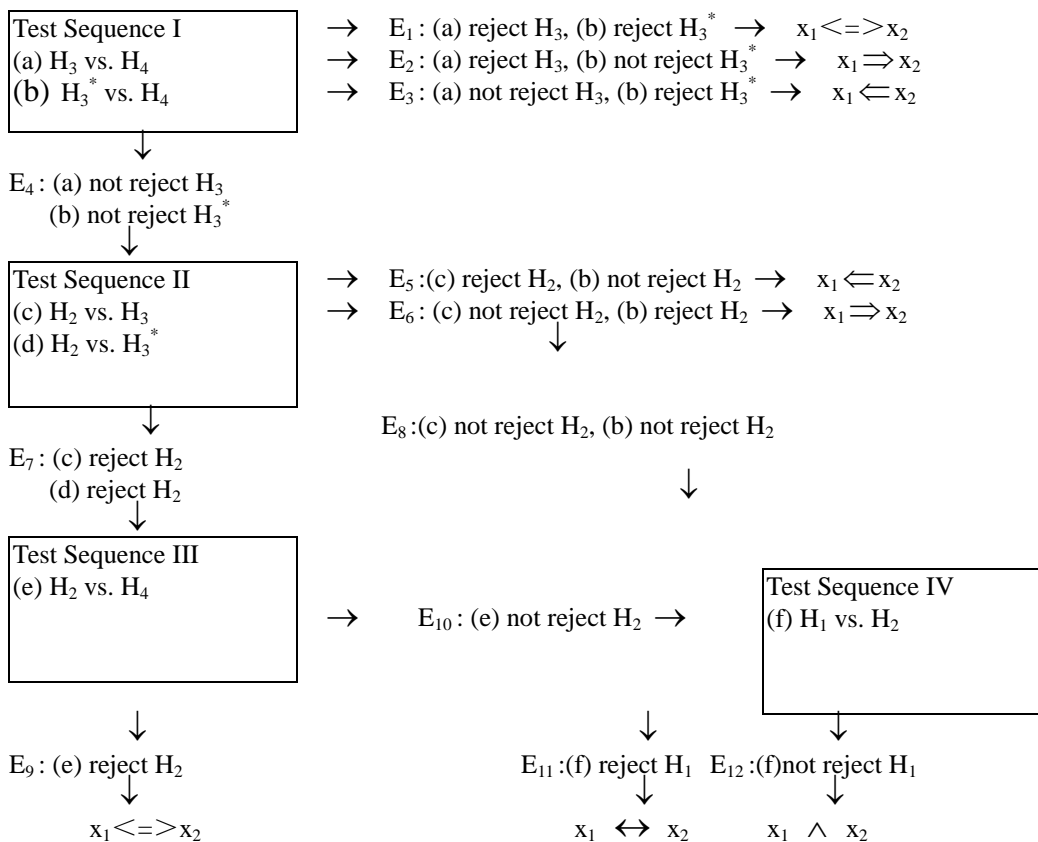 Test Sequence I → E₁: (a) reject H₃, (b) reject H₃* → x₁<=>x₂
(a) H₃ vs. H₄ → E₂: (a) reject H₃, (b) not reject H₃* → x₁⇒x₂
(b) H₃* vs. H₄ → E₃: (a) not reject H₃, (b) reject H₃* → x₁⇐x₂
↓
E₄: (a) not reject H₃
(b) not reject H₃*
↓
Test Sequence II → E₅:(c) reject H₂, (b) not reject H₂ → x₁⇐x₂
(c) H₂ vs. H₃ → E₆: (c) not reject H₂, (b) reject H₂ → x₁⇒x₂
(d) H₂ vs. H₃* ↓
↓ E₈:(c) not reject H₂, (b) not reject H₂
E₇: (c) reject H₂
(d) reject H₂ ↓
↓
Test Sequence III
(e) H₂ vs. H₄ Test Sequence IV
→ E₁₀: (e) not reject H₂ → (f) H₁ vs. H₂
↓ ↓ ↓
E₉: (e) reject H₂ E₁₁:(f) reject H₁ E₁₂:(f)not reject H₁
↓ ↓ ↓
x₁<=>x₂ x₁ ↔ x₂ x₁ ∧ x₂